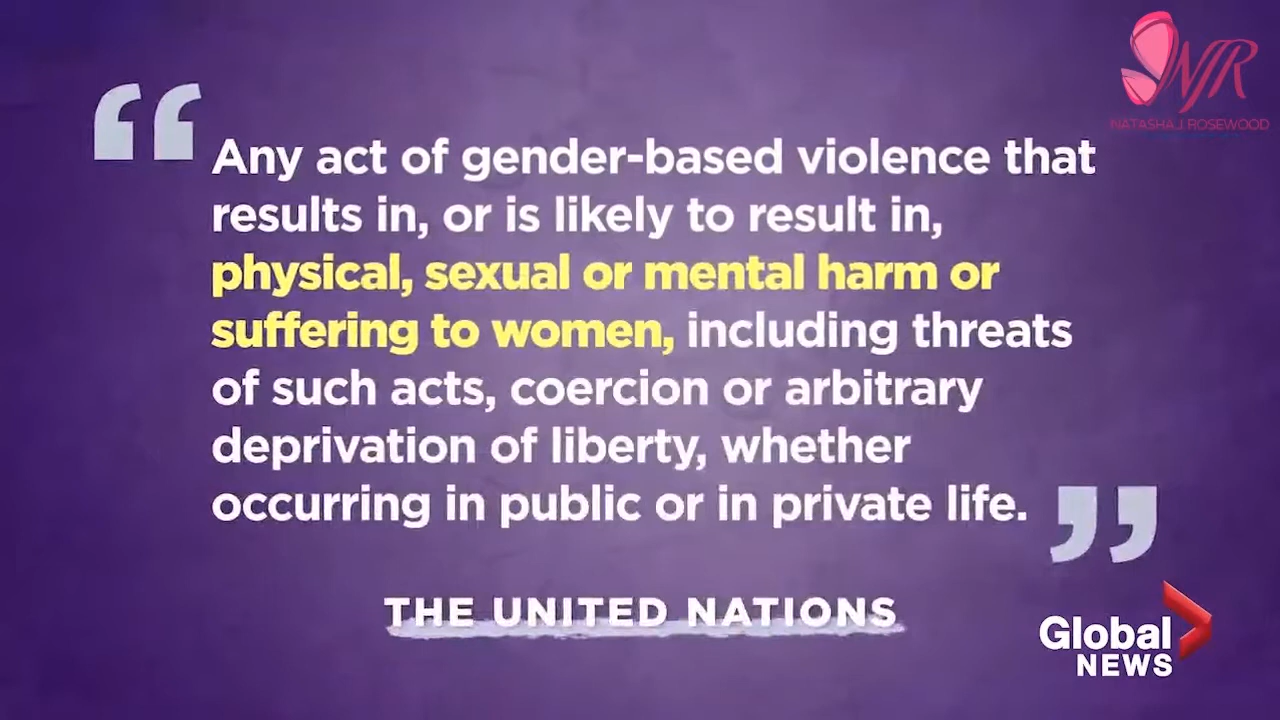 NJR
NATASHA J. ROSEWOOD
“
Any act of gender-based violence that
results in, or is likely to result in,
physical, sexual or mental harm or
suffering to women, including threats
of such acts, coercion or arbitrary
deprivation of liberty, whether
occurring in public or in private life.
”
THE UNITED NATIONS
Global
NEWS